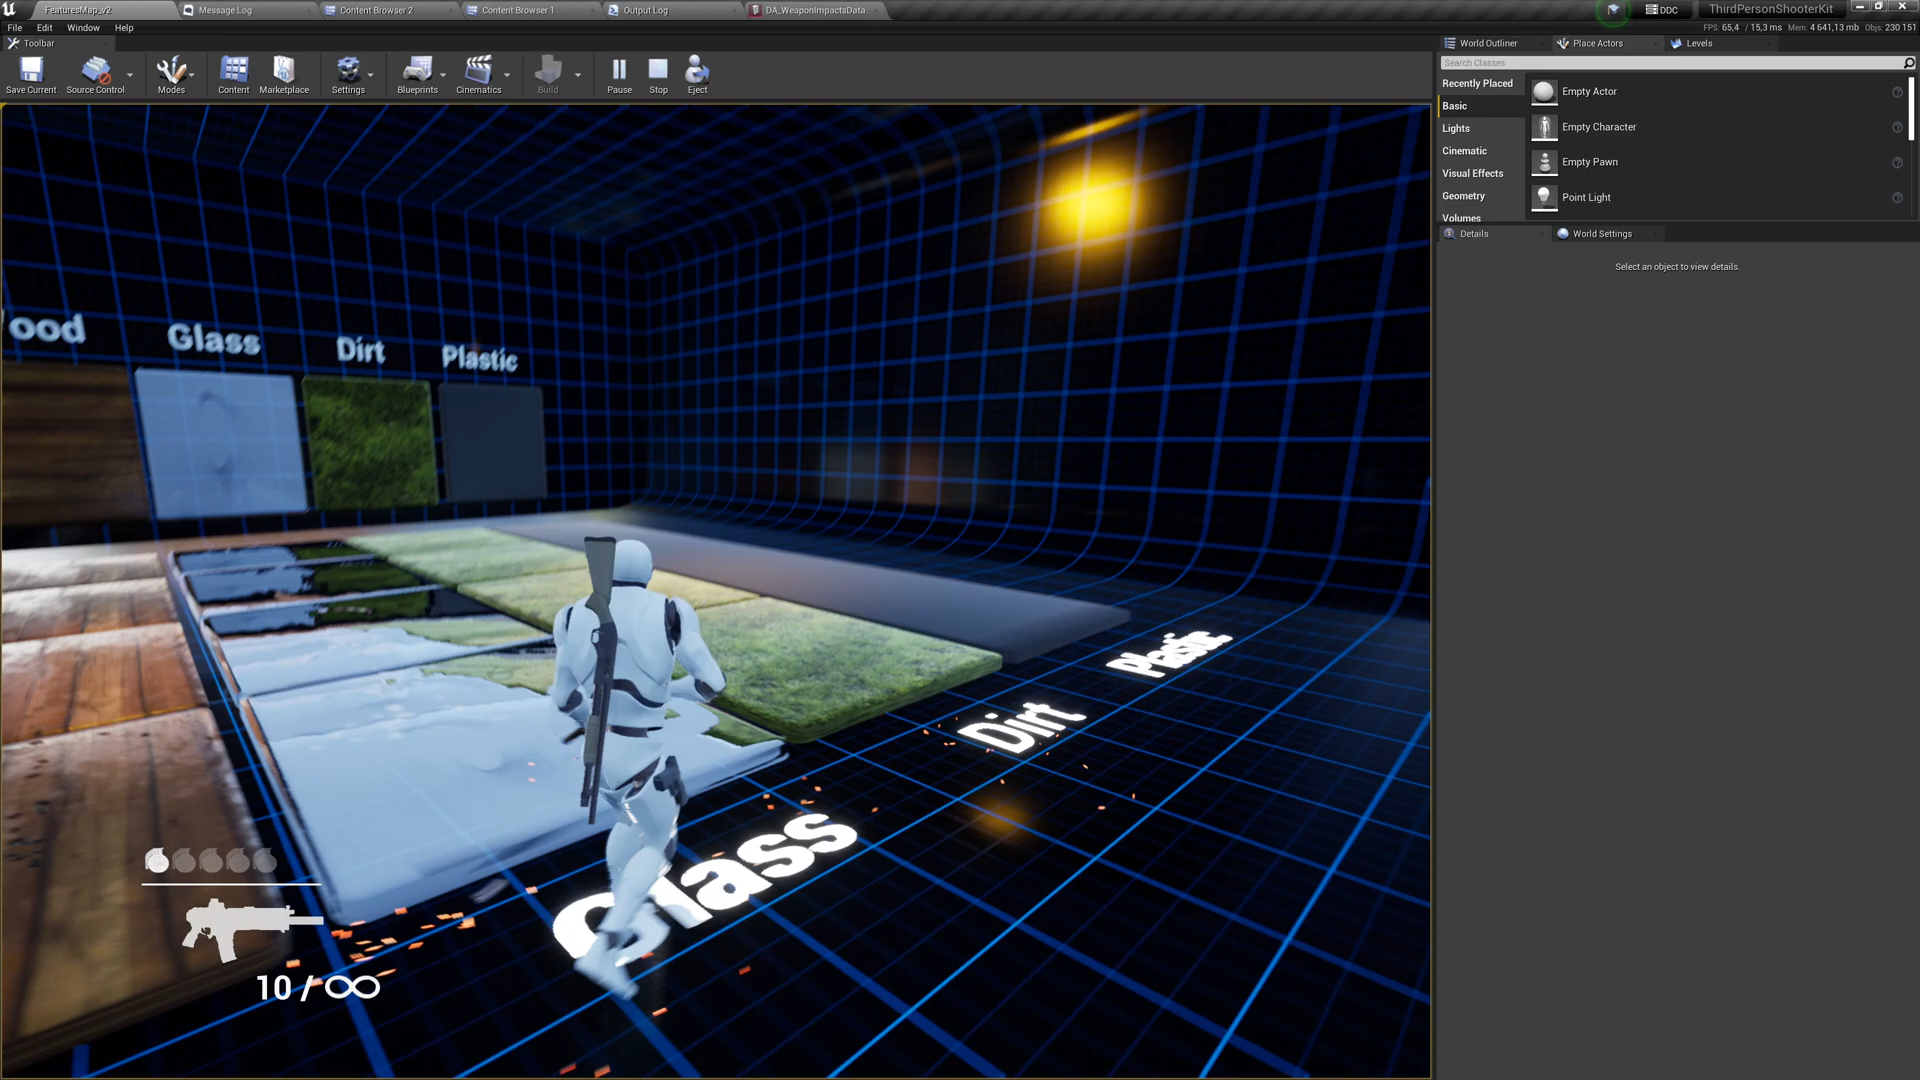 FeaturesMap_v2
Message Log
Content Browser 2
Content Browser 1
Output Log
DA_WeaponImpactsData
DDC
ThirdPersonShooterKit
File
Edit
Window
Help
FPS: 65,4 / 15,3 ms Mem: 4 641,13 mb Objs: 230 151
Toolbar
World Outliner
Place Actors
Levels
Save Current
Source Control
Modes
Content
Marketplace
Settings
Blueprints
Cinematics
Build
Pause
Stop
Eject
Search Classes
Recently Placed
Basic
Lights
Cinematic
Visual Effects
Geometry
Volumes
Empty Actor
Empty Character
Empty Pawn
Point Light
Details
World Settings
Select an object to view details.
ood
Glass
Dirt
Plastic
Plastic
Dirt
Glass
10 / ∞